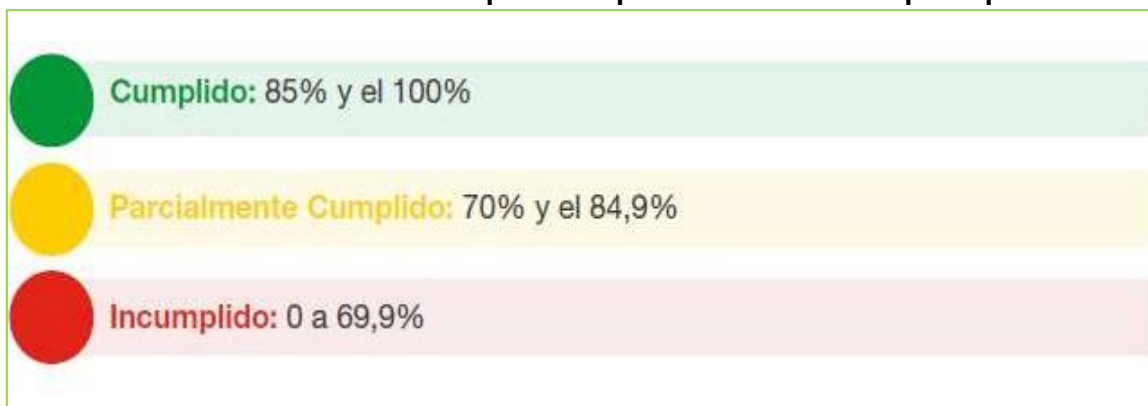 Cumplido: 85% y el 100%
Parcialmente Cumplido: 70% y el 84,9%
Incumplido: 0 a 69,9%